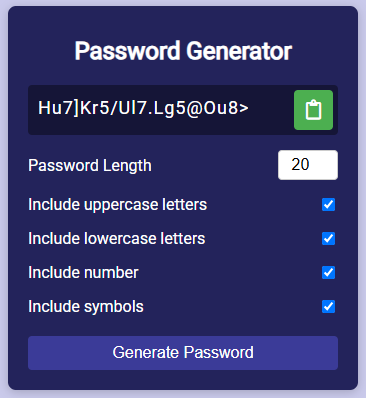 Password Generator
Hu7]Kr5/Ul7.Lg5@Ou8>
Password Length 20
Include uppercase letters
Include lowercase letters
Include number
Include symbols
Generate Password